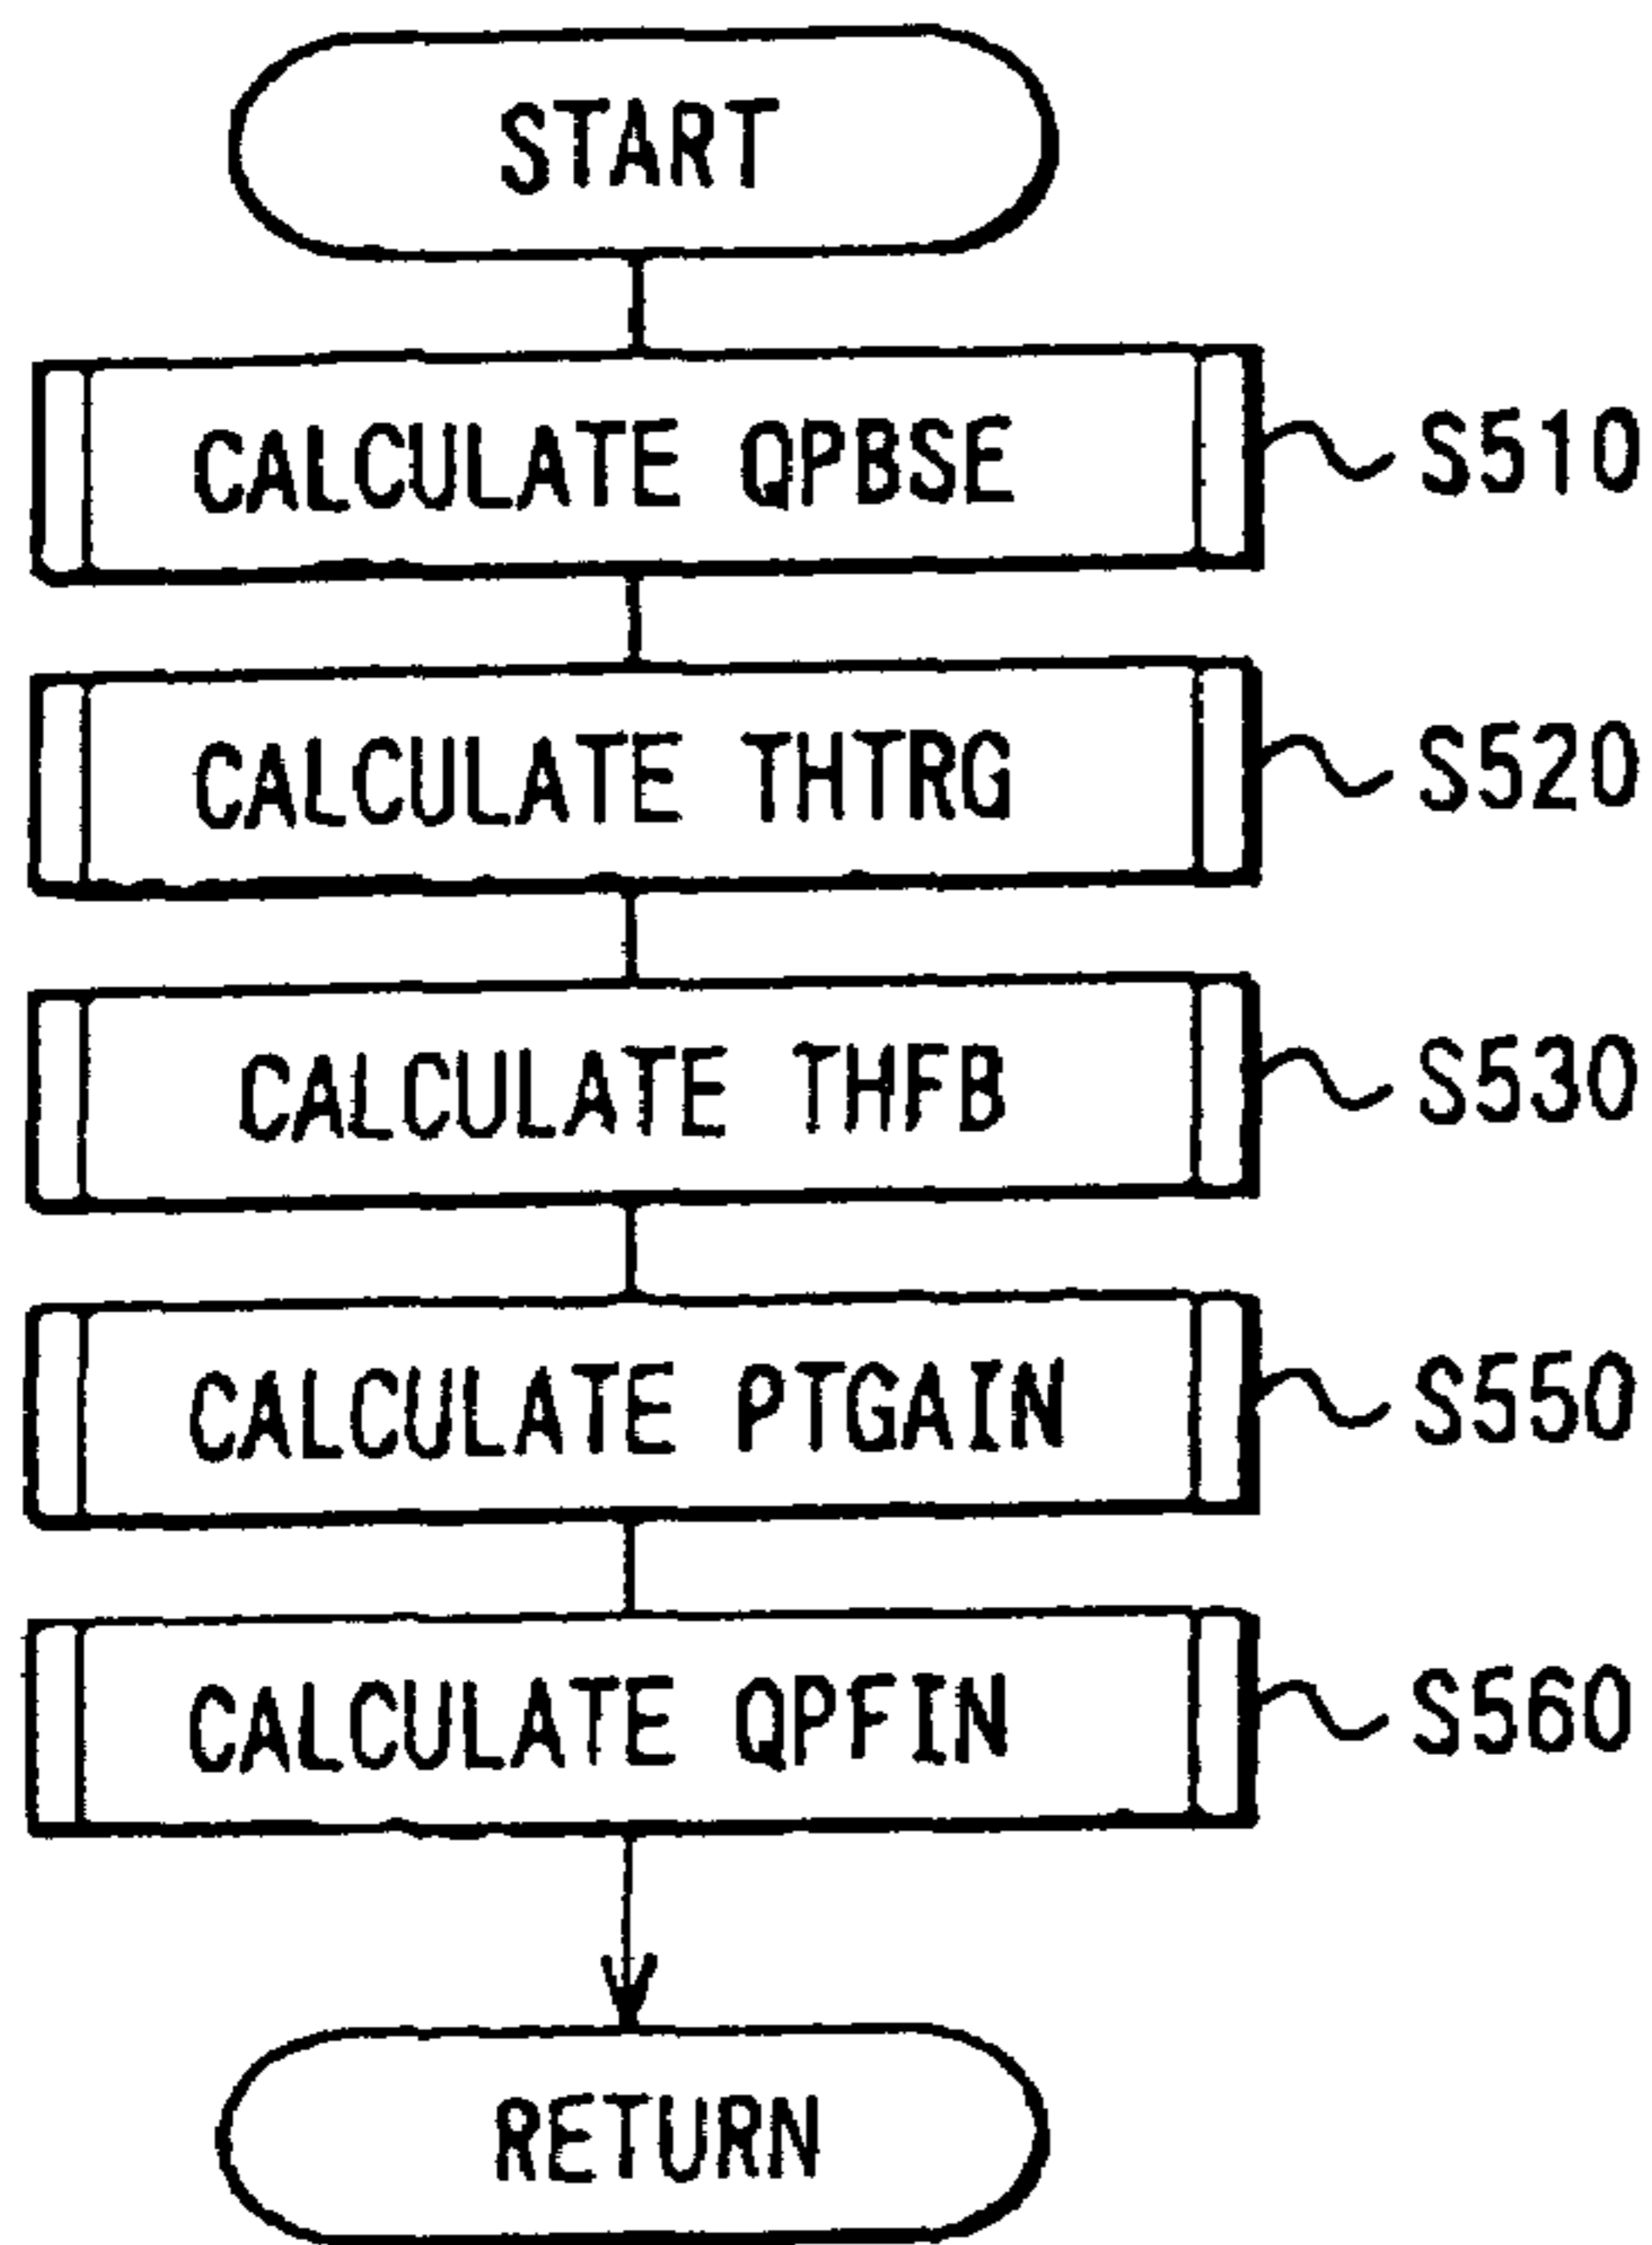 START
CALCULATE QPBSE S510
CALCULATE THTRG S520
CALCULATE THFB S530
CALCULATE PTGAIN S550
CALCULATE QPFIN S560
RETURN